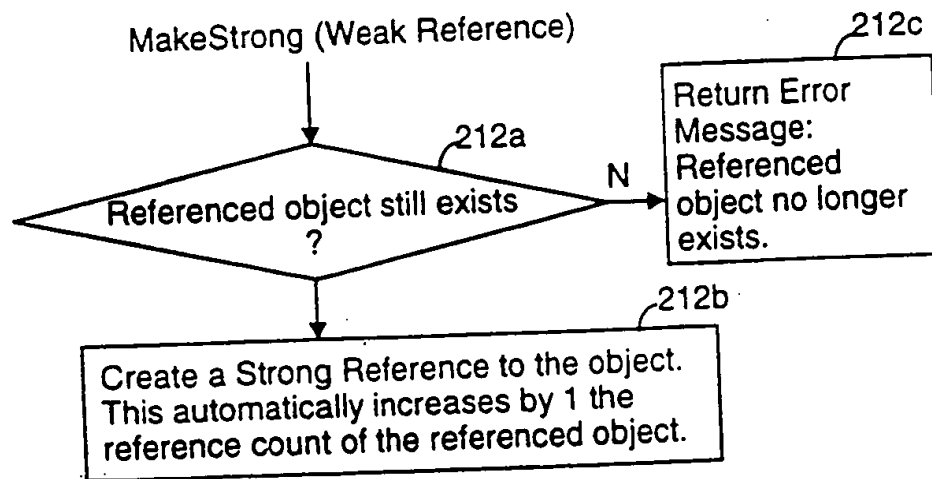 MakeStrong (Weak Reference)
212c
Return Error
Message:
Referenced
object no longer
exists.
212a
N
Referenced object still exists
?
212b
Create a Strong Reference to the object.
This automatically increases by 1 the
reference count of the referenced object.